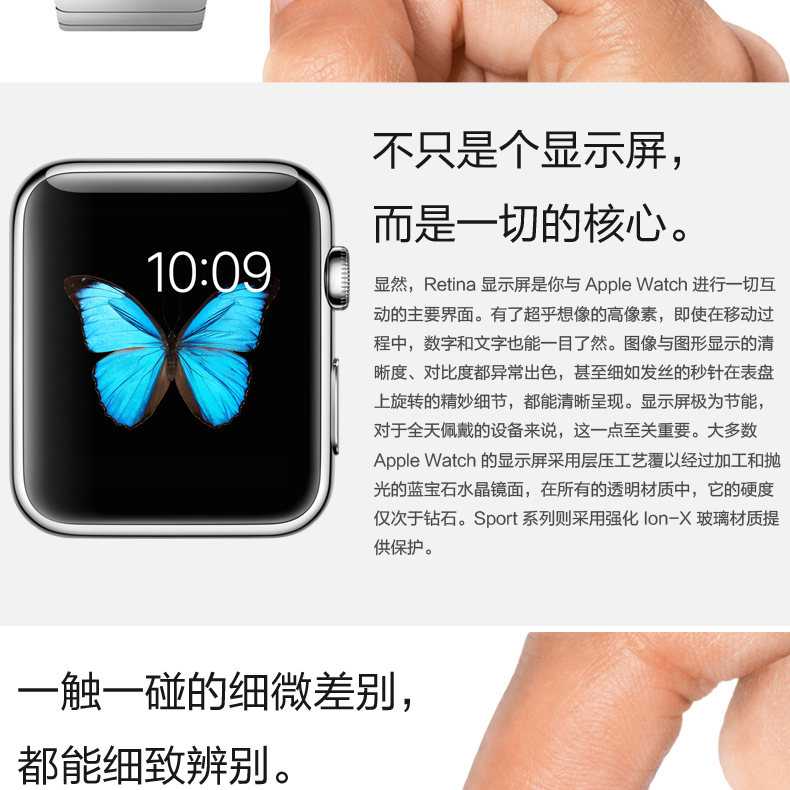 不只是个显示屏，
而是一切的核心。
10:09
显然，Retina 显示屏是你与 Apple Watch 进行一切互
动的主要界面。有了超乎想像的高像素，即使在移动过
程中，数字和文字也能一目了然。图像与图形显示的清
晰度、对比度都异常出色，甚至细如发丝的秒针在表盘
上旋转的精妙细节，都能清晰呈现。显示屏极为节能，
对于全天佩戴的设备来说，这一点至关重要。大多数
Apple Watch 的显示屏采用层压工艺覆以经过加工和抛
光的蓝宝石水晶镜面，在所有的透明材质中，它的硬度
仅次于钻石。Sport 系列则采用强化 Ion-X 玻璃材质提
供保护。
一触一碰的细微差别，
都能细致辨别。